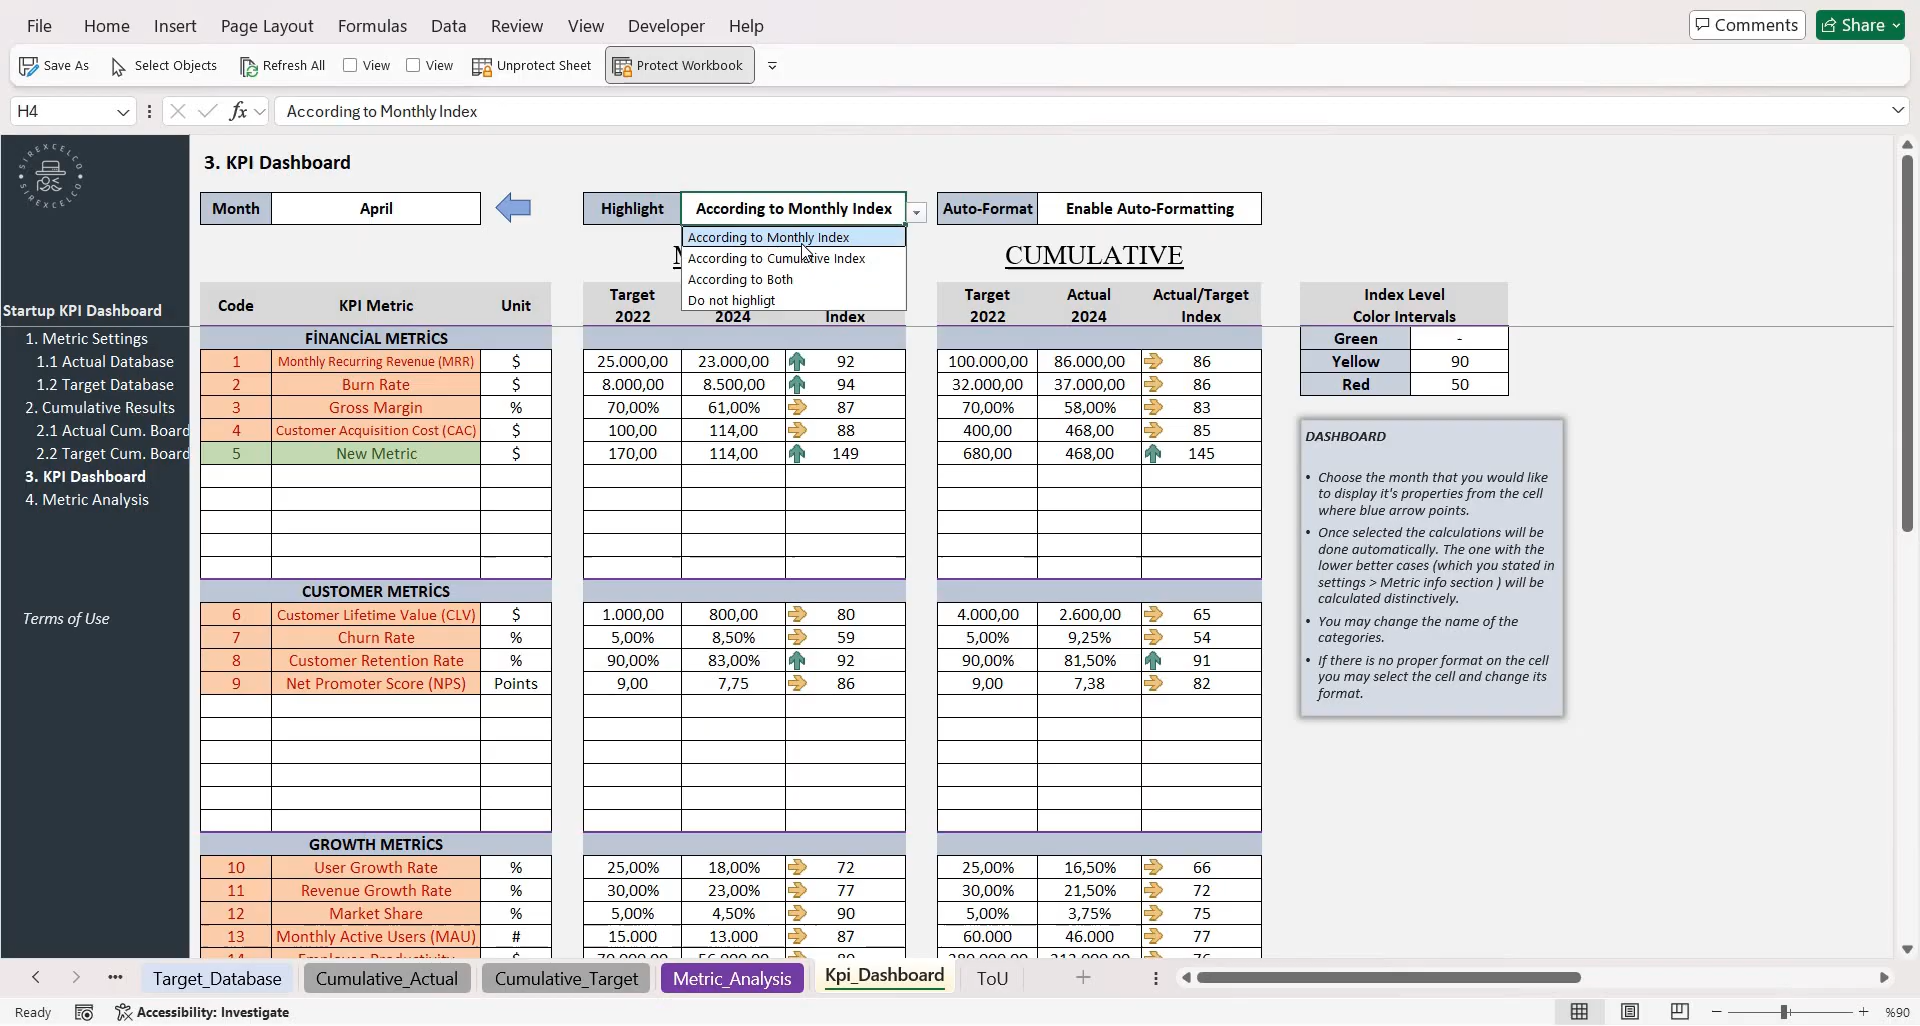 File Home Insert Page Layout Formulas Data Review View Developer Help Comments Share
Save As Select Objects Refresh All View View Unprotect Sheet Protect Workbook
H4 fx According to Monthly Index
SIREXCELCO SIREXCELCO
3. KPI Dashboard
Month April Highlight According to Monthly Index Auto-Format Enable Auto-Formatting
According to Monthly Index
According to Cumulative Index
According to Both
Do not highligt
CUMULATIVE
Code KPI Metric Unit Target 2022 2024 Index Target 2022 Actual 2024 Actual/Target Index
Index Level
Color Intervals
Green -
Yellow 90
Red 50
Startup KPI Dashboard
1. Metric Settings
1.1 Actual Database
1.2 Target Database
2. Cumulative Results
2.1 Actual Cum. Board
2.2 Target Cum. Board
3. KPI Dashboard
4. Metric Analysis
Terms of Use
FİNANCİAL METRİCS
1 Monthly Recurring Revenue (MRR) $ 25.000,00 23.000,00 92 100.000,00 86.000,00 86
2 Burn Rate $ 8.000,00 8.500,00 94 32.000,00 37.000,00 86
3 Gross Margin % 70,00% 61,00% 87 70,00% 58,00% 83
4 Customer Acquisition Cost (CAC) $ 100,00 114,00 88 400,00 468,00 85
5 New Metric $ 170,00 114,00 149 680,00 468,00 145
CUSTOMER METRİCS
6 Customer Lifetime Value (CLV) $ 1.000,00 800,00 80 4.000,00 2.600,00 65
7 Churn Rate % 5,00% 8,50% 59 5,00% 9,25% 54
8 Customer Retention Rate % 90,00% 83,00% 92 90,00% 81,50% 91
9 Net Promoter Score (NPS) Points 9,00 7,75 86 9,00 7,38 82
GROWTH METRİCS
10 User Growth Rate % 25,00% 18,00% 72 25,00% 16,50% 66
11 Revenue Growth Rate % 30,00% 23,00% 77 30,00% 21,50% 72
12 Market Share % 5,00% 4,50% 90 5,00% 3,75% 75
13 Monthly Active Users (MAU) # 15.000 13.000 87 60.000 46.000 77
DASHBOARD
• Choose the month that you would like
to display it's properties from the cell
where blue arrow points.
• Once selected the calculations will be
done automatically. The one with the
lower better cases (which you stated in
settings > Metric info section ) will be
calculated distinctively.
• You may change the name of the
categories.
• If there is no proper format on the cell
you may select the cell and change its
format.
Target_Database Cumulative_Actual Cumulative_Target Metric_Analysis Kpi_Dashboard ToU
Ready Accessibility: Investigate %90